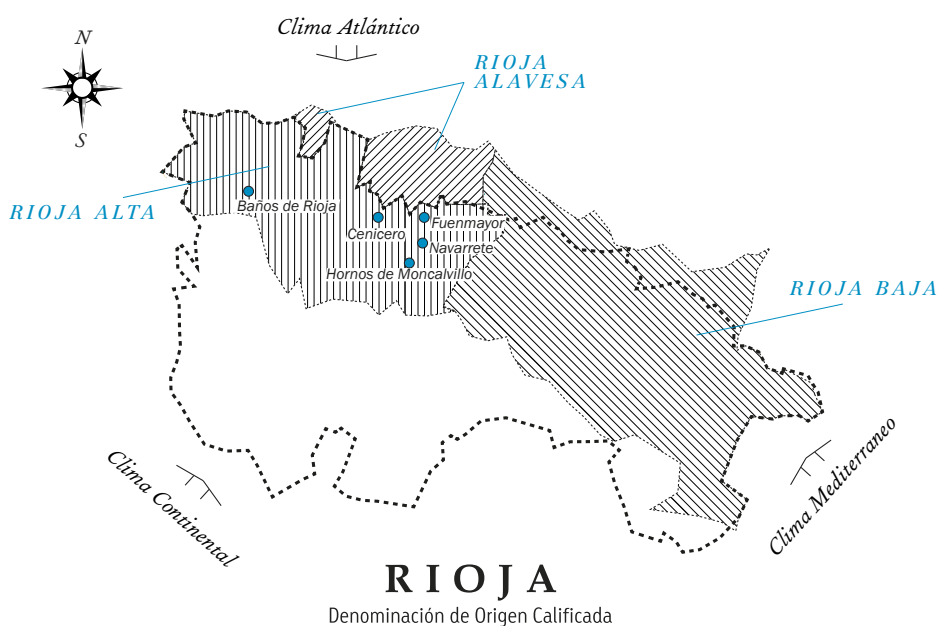 Clima Atlántico
N
S
RIOJA
ALAVESA
RIOJA ALTA
Baños de Rioja
Cenicero
Fuenmayor
Navarrete
Hornos de Moncalvillo
RIOJA BAJA
Clima Continental
Clima Mediterraneo
RIOJA
Denominación de Origen Calificada